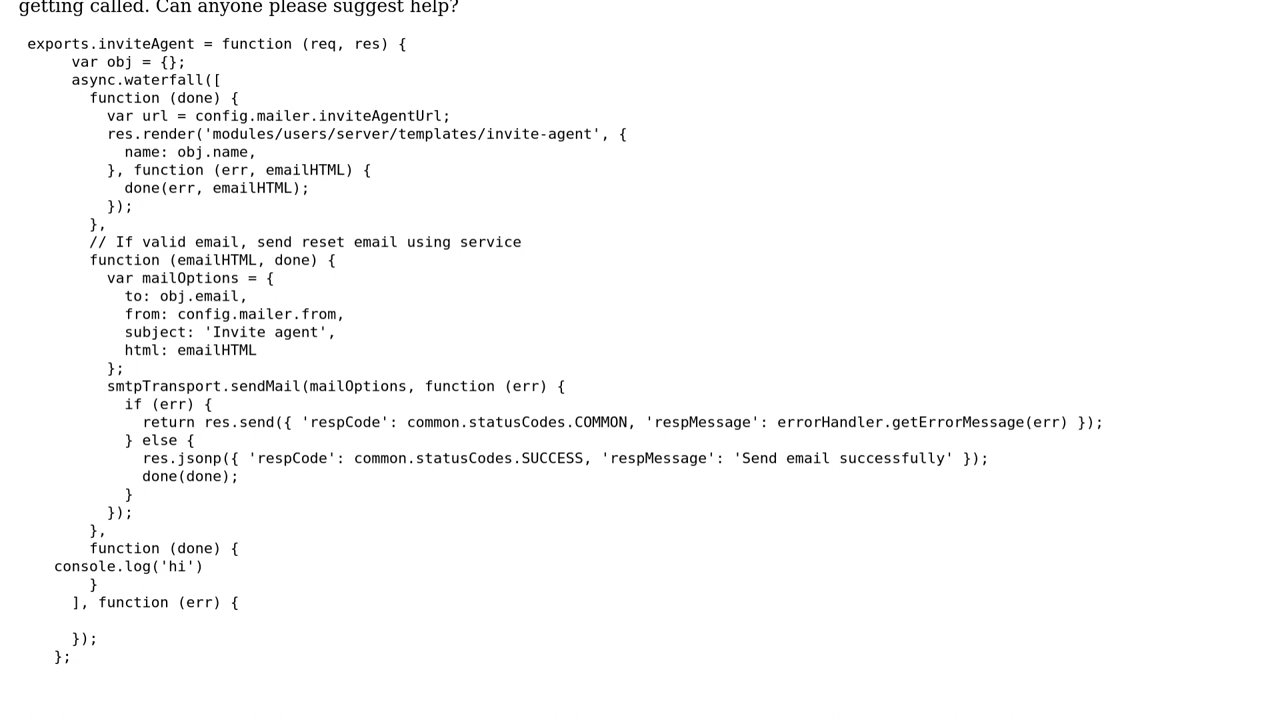 getting called. Can anyone please suggest help?
exports.inviteAgent = function (req, res) {
     var obj = {};
     async.waterfall([
       function (done) {
         var url = config.mailer.inviteAgentUrl;
         res.render('modules/users/server/templates/invite-agent', {
           name: obj.name,
         }, function (err, emailHTML) {
           done(err, emailHTML);
         });
       },
       // If valid email, send reset email using service
       function (emailHTML, done) {
         var mailOptions = {
           to: obj.email,
           from: config.mailer.from,
           subject: 'Invite agent',
           html: emailHTML
         };
         smtpTransport.sendMail(mailOptions, function (err) {
           if (err) {
             return res.send({ 'respCode': common.statusCodes.COMMON, 'respMessage': errorHandler.getErrorMessage(err) });
           } else {
             res.jsonp({ 'respCode': common.statusCodes.SUCCESS, 'respMessage': 'Send email successfully' });
             done(done);
           }
         });
       },
       function (done) {
   console.log('hi')
       }
     ], function (err) {

     });
   };